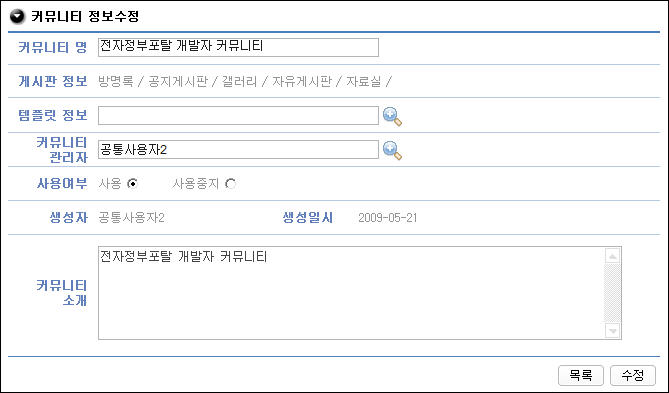 커뮤니티 정보수정
커뮤니티 명 전자정부포탈 개발자 커뮤니티
게시판 정보 방명록 / 공지게시판 / 갤러리 / 자유게시판 / 자료실 /
템플릿 정보
커뮤니티
관리자 공통사용자2
사용여부 사용 사용중지
생성자 공통사용자2 생성일시 2009-05-21
전자정부포탈 개발자 커뮤니티
커뮤니티
소개
목록 수정